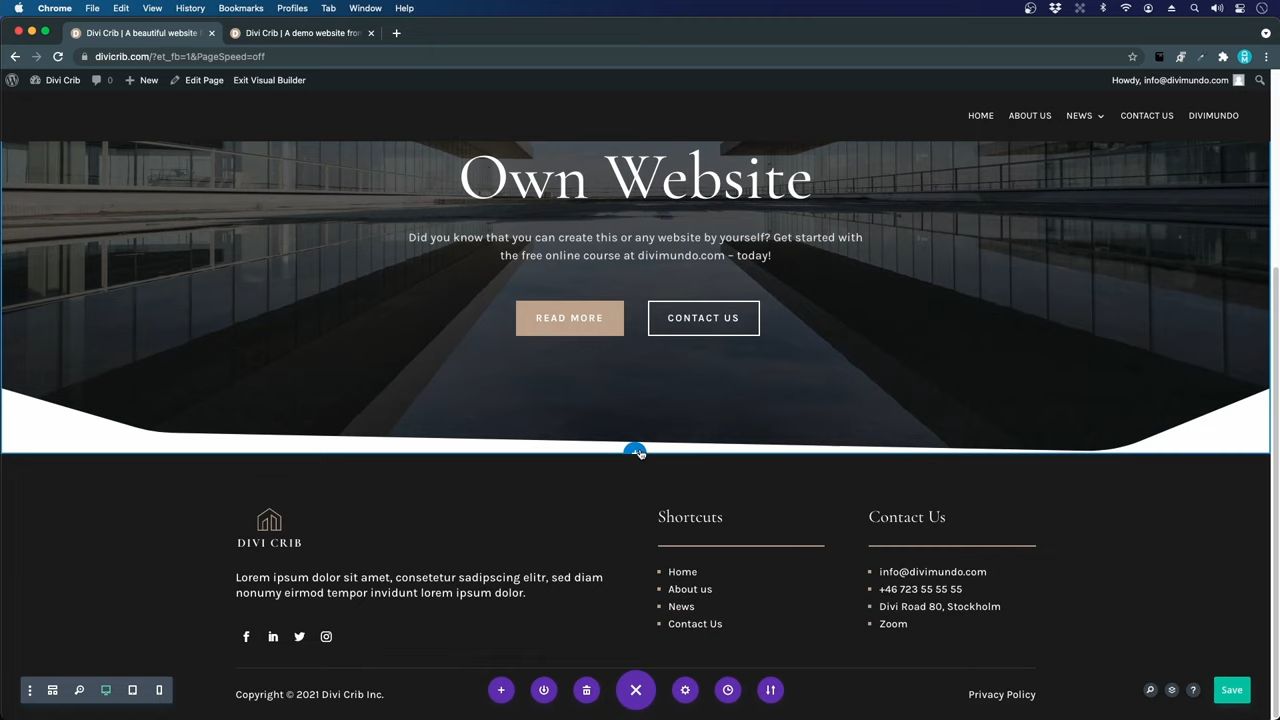 Chrome File Edit View History Bookmarks Profiles Tab Window Help
Divi Crib | A beautiful website Divi Crib | A demo website fro
divicrib.com/?et_fb=1&PageSpeed=off
Divi Crib 0 New Edit Page Exit Visual Builder Howdy, info@divimundo.com
HOME ABOUT US NEWS CONTACT US DIVIMUNDO
Own Website
Did you know that you can create this or any website by yourself? Get started with
the free online course at divimundo.com – today!
READ MORE CONTACT US
DIVI CRIB
Lorem ipsum dolor sit amet, consetetur sadipscing elitr, sed diam
nonumy eirmod tempor invidunt lorem ipsum dolor.
Shortcuts
Home
About us
News
Contact Us
Contact Us
info@divimundo.com
+46 723 55 55 55
Divi Road 80, Stockholm
Zoom
Copyright © 2021 Divi Crib Inc. Privacy Policy
Save